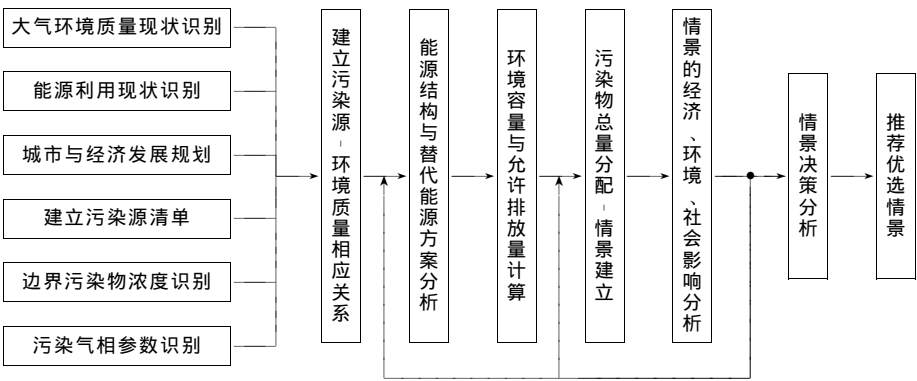 大气环境质量现状识别
能源利用现状识别
城市与经济发展规划
建立污染源清单
边界污染物浓度识别
污染气相参数识别
建立污染源-环境质量相应关系
能源结构与替代能源方案分析
环境容量与允许排放量计算
污染物总量分配-情景建立
情景的经济、环境、社会影响分析
情景决策分析
推荐优选情景